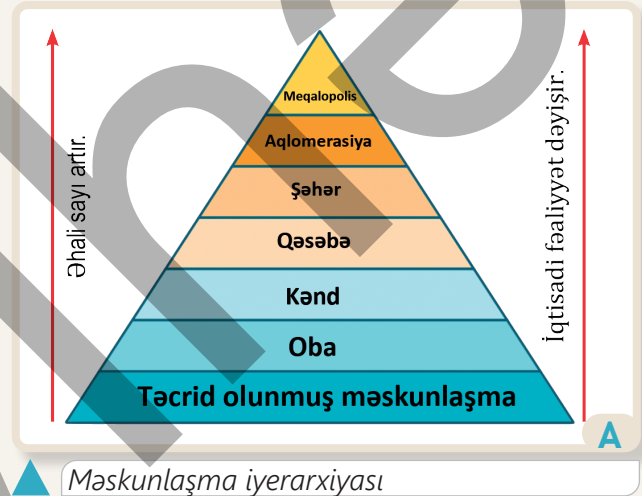 Əhali sayı artır.
Meqalopolis
Aqlomerasiya
Şəhər
Qəsəbə
Kənd
Oba
Təcrid olunmuş məskunlaşma
İqtisadi fəaliyyət dəyişir.
A
Məskunlaşma iyerarxiyası